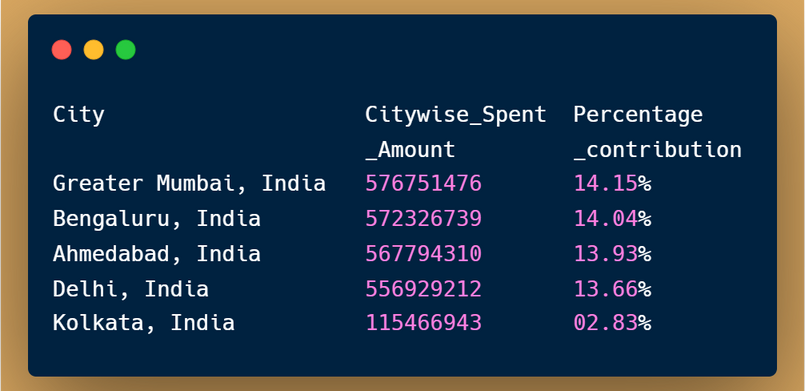 City Citywise_Spent Percentage
_Amount _contribution
Greater Mumbai, India 576751476 14.15%
Bengaluru, India 572326739 14.04%
Ahmedabad, India 567794310 13.93%
Delhi, India 556929212 13.66%
Kolkata, India 115466943 02.83%